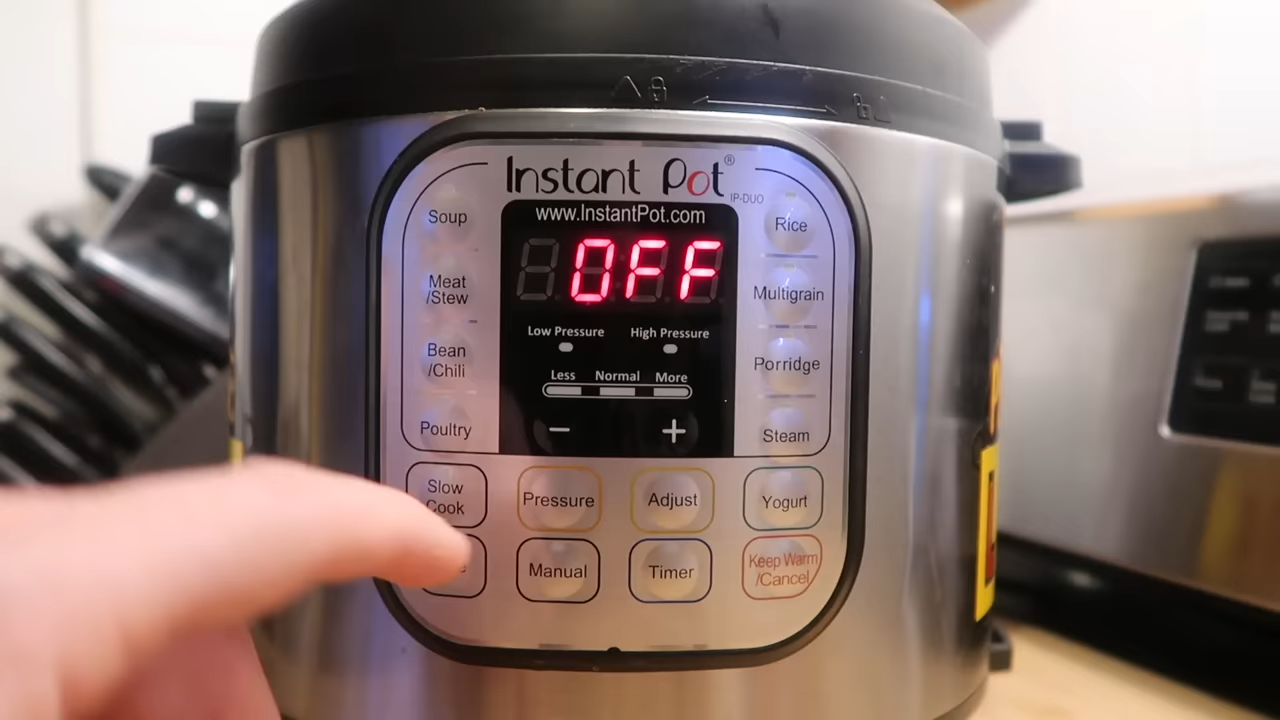 Instant Pot®
IP-DUO
www.InstantPot.com
OFF
Low Pressure High Pressure
Less Normal More
− +
Soup
Meat
/Stew
Bean
/Chili
Poultry
Rice
Multigrain
Porridge
Steam
Slow
Cook
Pressure
Adjust
Yogurt
Manual
Timer
Keep Warm
/Cancel